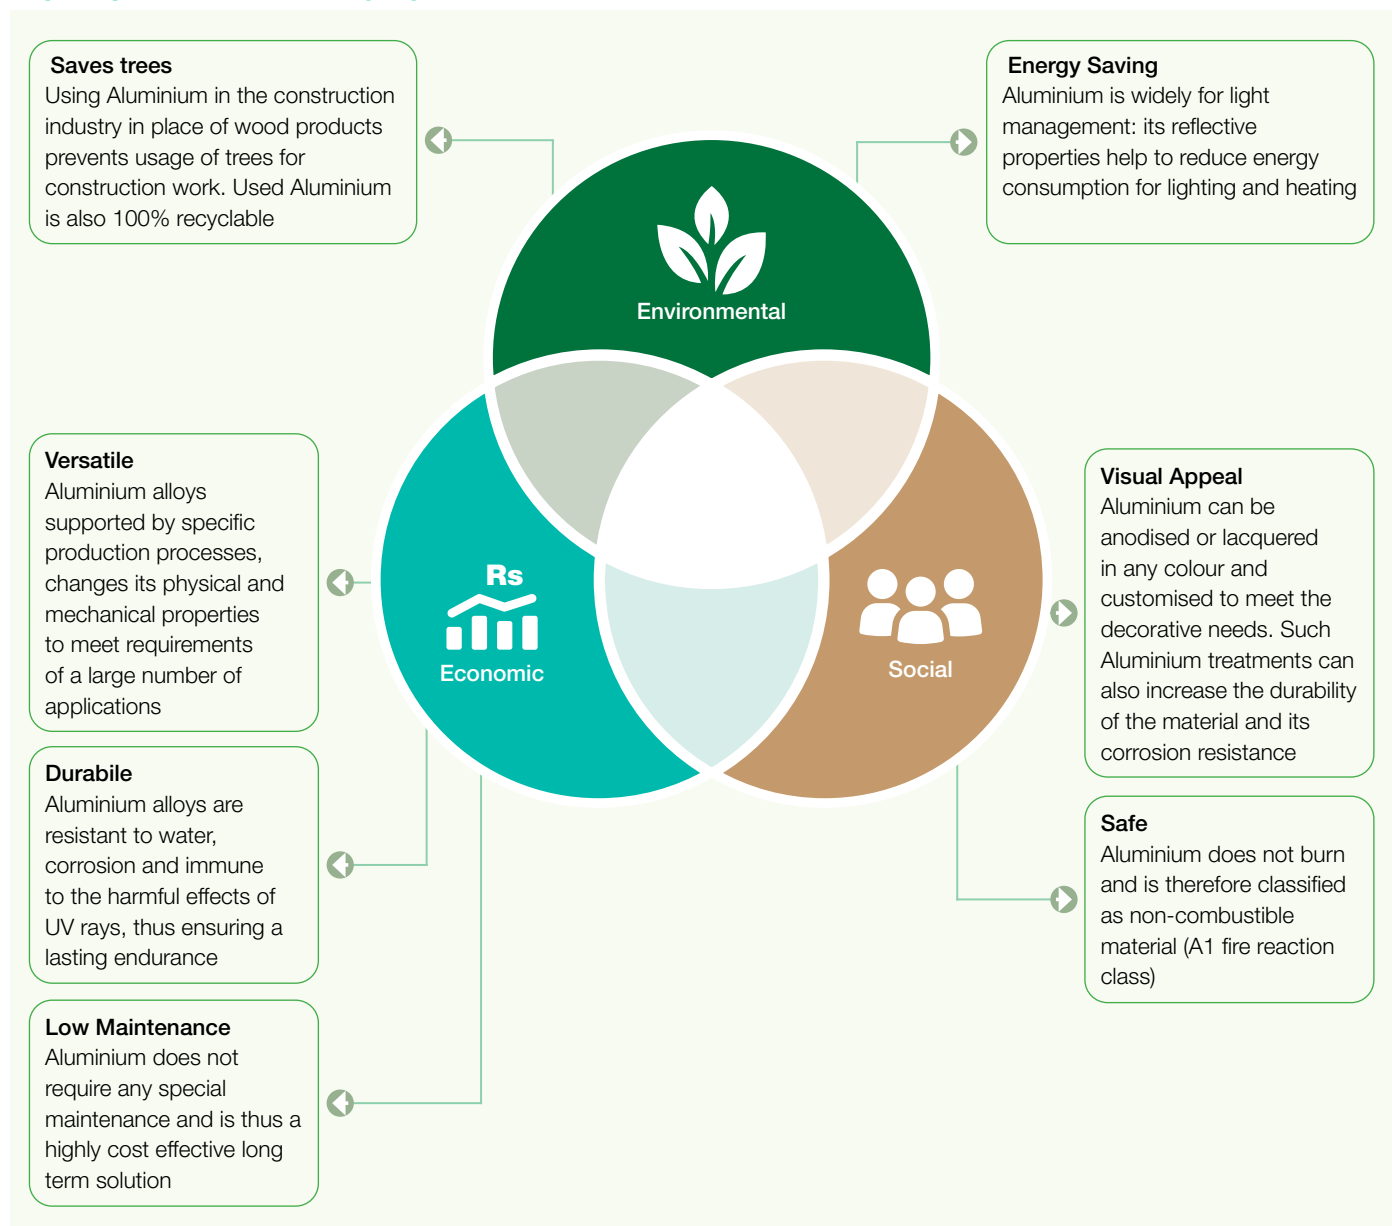 Saves trees
Using Aluminium in the construction
industry in place of wood products
prevents usage of trees for
construction work. Used Aluminium
is also 100% recyclable
Energy Saving
Aluminium is widely for light
management: its reflective
properties help to reduce energy
consumption for lighting and heating
Environmental
Versatile
Aluminium alloys
supported by specific
production processes,
changes its physical and
mechanical properties
to meet requirements
of a large number of
applications
Rs
Economic
Social
Visual Appeal
Aluminium can be
anodised or lacquered
in any colour and
customised to meet the
decorative needs. Such
Aluminium treatments can
also increase the durability
of the material and its
corrosion resistance
Durabile
Aluminium alloys are
resistant to water,
corrosion and immune
to the harmful effects of
UV rays, thus ensuring a
lasting endurance
Safe
Aluminium does not burn
and is therefore classified
as non-combustible
material (A1 fire reaction
class)
Low Maintenance
Aluminium does not
require any special
maintenance and is thus a
highly cost effective long
term solution